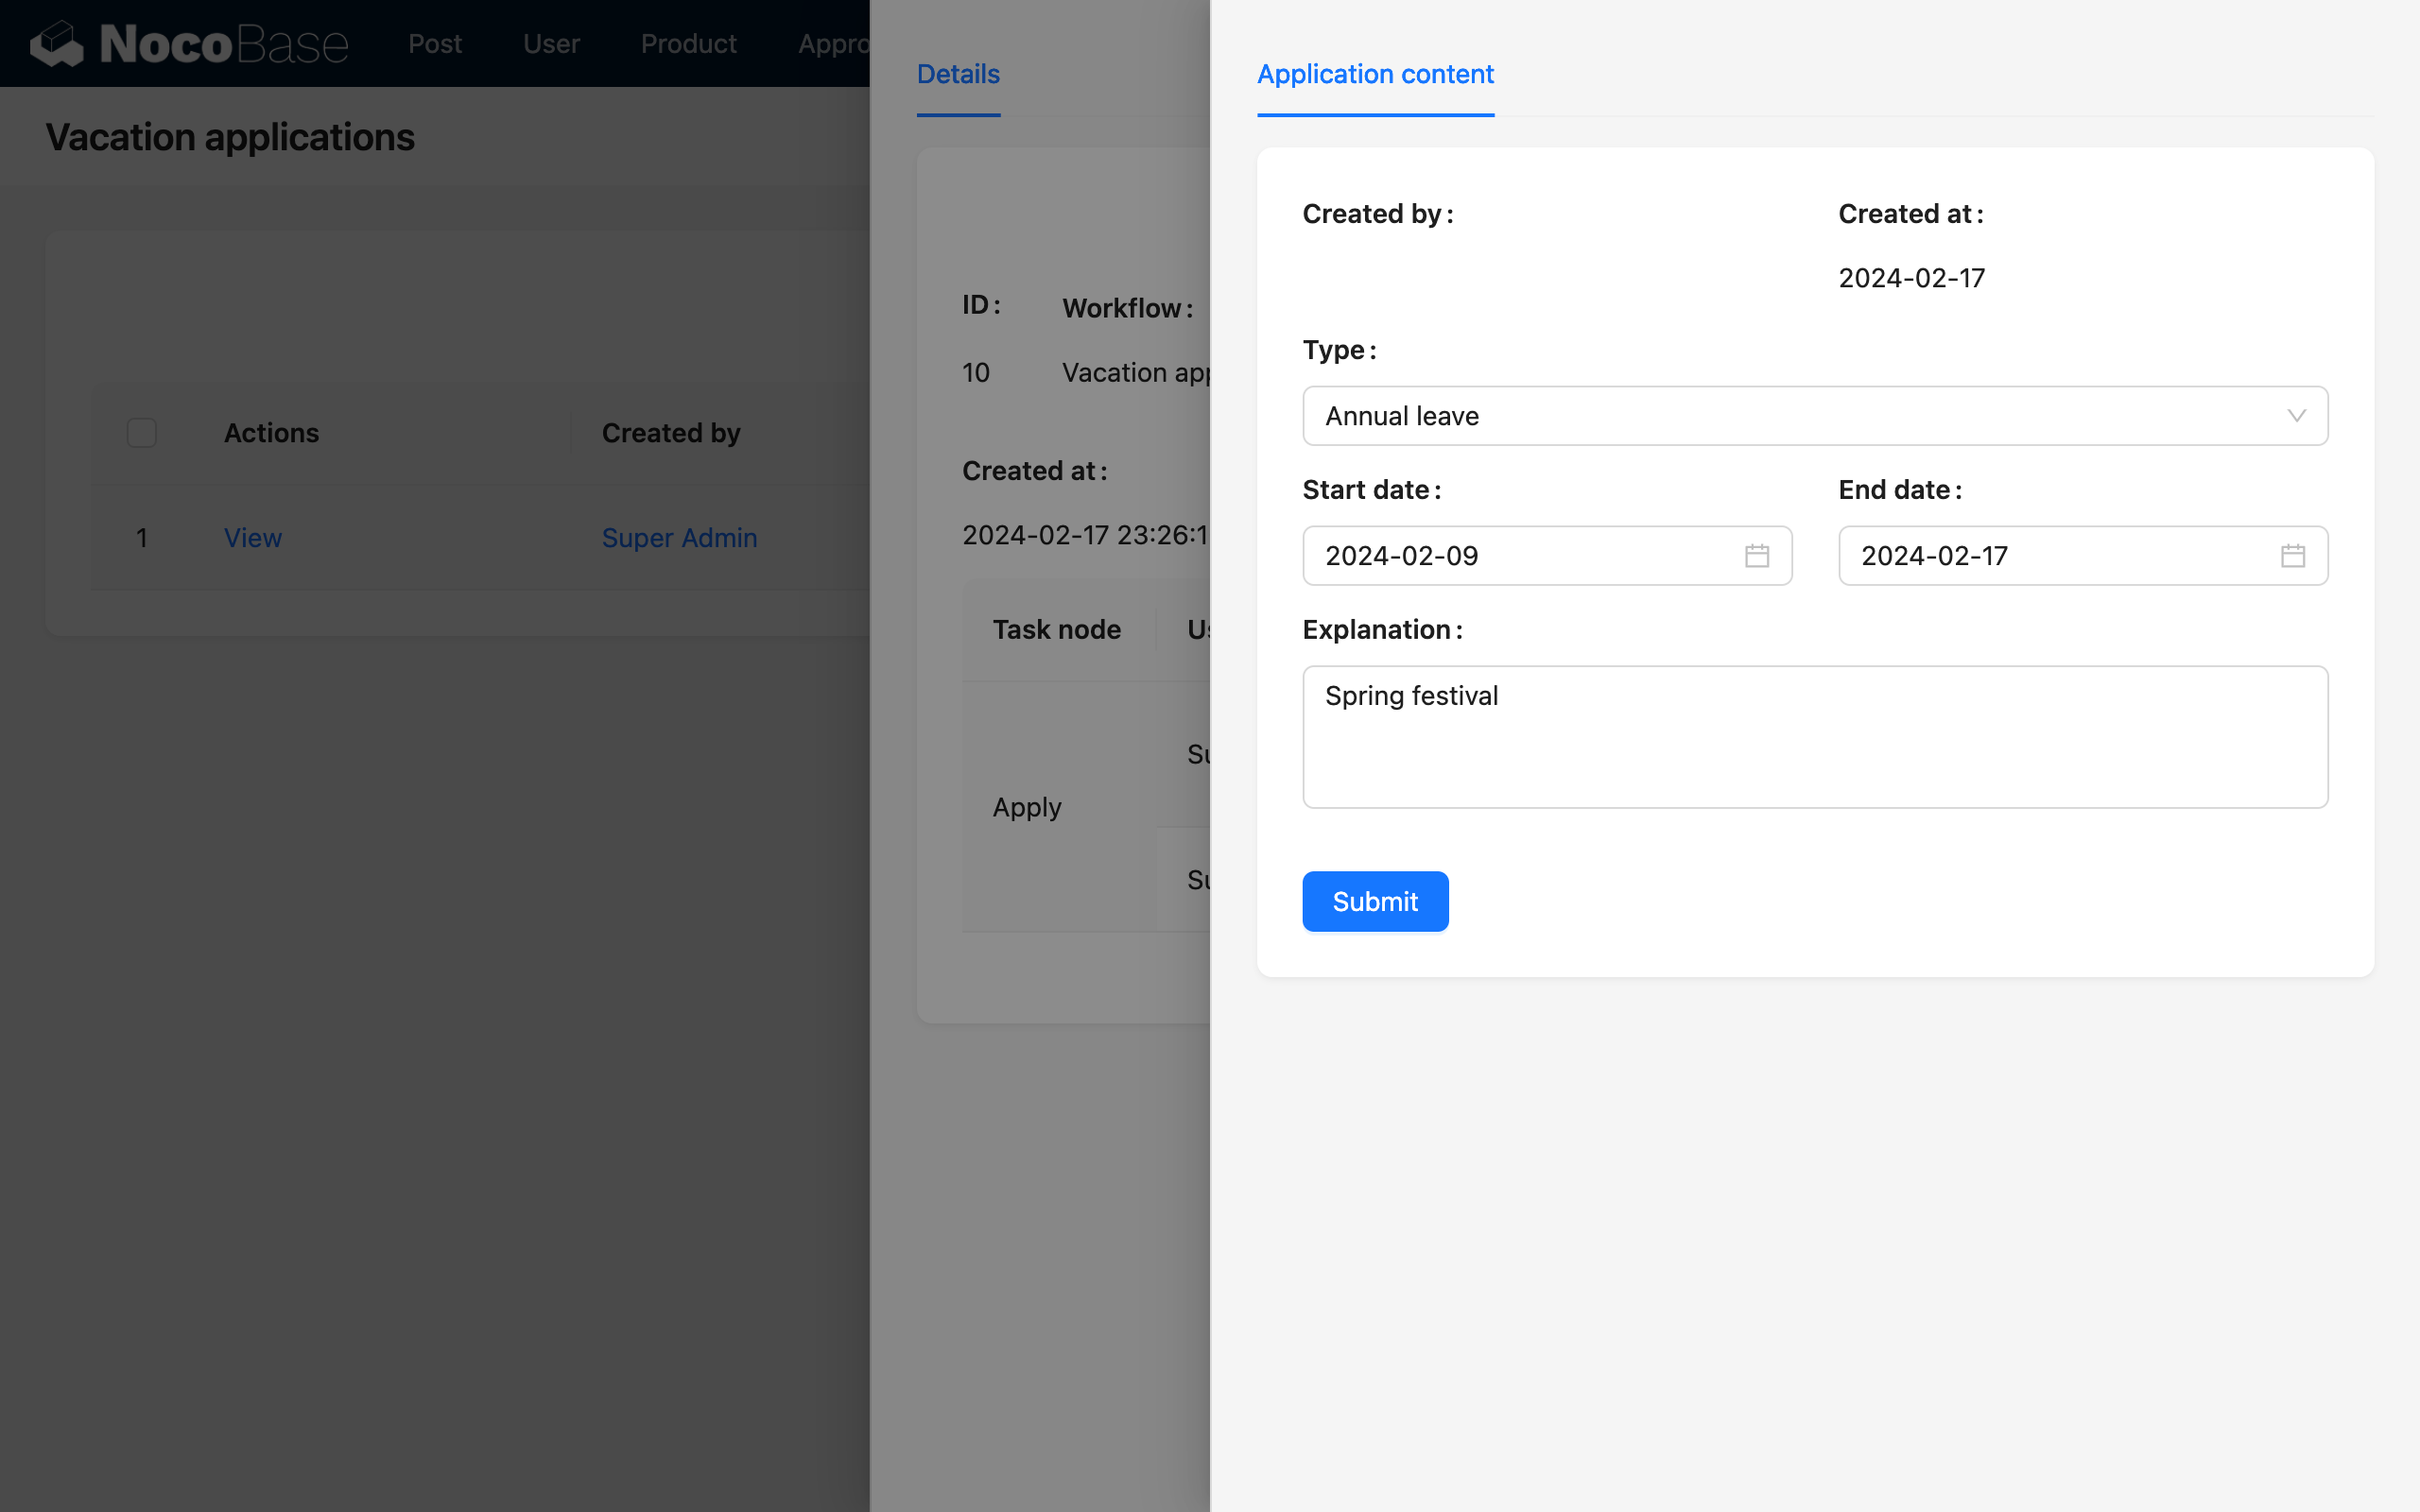 NocoBase Post User Product Appro
Vacation applications
Actions Created by
1 View Super Admin
Details
ID: Workflow:
10 Vacation app
Created at:
2024-02-17 23:26:1
Task node Us
Apply
Su
Su
Application content
Created by: Created at:
2024-02-17
Type:
Annual leave
Start date: End date:
2024-02-09 2024-02-17
Explanation:
Spring festival
Submit